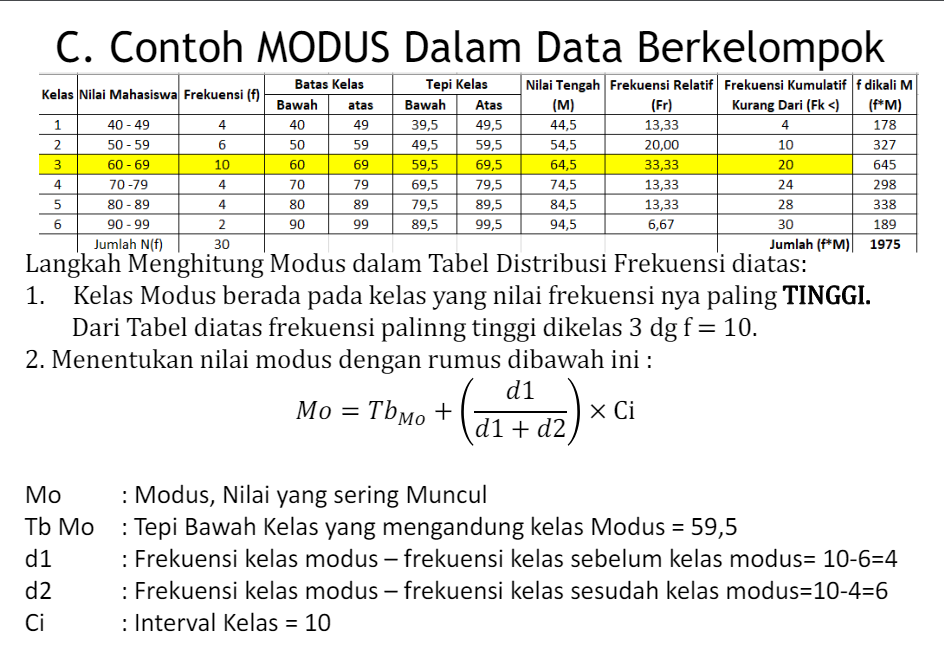 C. Contoh MODUS Dalam Data Berkelompok
Kelas Nilai Mahasiswa Frekuensi (f) Batas Kelas Tepi Kelas Nilai Tengah Frekuensi Relatif Frekuensi Kumulatif f dikali M
Bawah atas Bawah Atas (M) (Fr) Kurang Dari (Fk <) (f*M)
1 40 - 49 4 40 49 39,5 49,5 44,5 13,33 4 178
2 50 - 59 6 50 59 49,5 59,5 54,5 20,00 10 327
3 60 - 69 10 60 69 59,5 69,5 64,5 33,33 20 645
4 70 -79 4 70 79 69,5 79,5 74,5 13,33 24 298
5 80 - 89 4 80 89 79,5 89,5 84,5 13,33 28 338
6 90 - 99 2 90 99 89,5 99,5 94,5 6,67 30 189
Jumlah N(f) 30 Jumlah (f*M) 1975
Langkah Menghitung Modus dalam Tabel Distribusi Frekuensi diatas:
1. Kelas Modus berada pada kelas yang nilai frekuensi nya paling TINGGI.
Dari Tabel diatas frekuensi palinng tinggi dikelas 3 dg f = 10.
2. Menentukan nilai modus dengan rumus dibawah ini :
Mo = Tb_Mo + (d1 / (d1 + d2)) × Ci
Mo : Modus, Nilai yang sering Muncul
Tb Mo : Tepi Bawah Kelas yang mengandung kelas Modus = 59,5
d1 : Frekuensi kelas modus – frekuensi kelas sebelum kelas modus= 10-6=4
d2 : Frekuensi kelas modus – frekuensi kelas sesudah kelas modus=10-4=6
Ci : Interval Kelas = 10